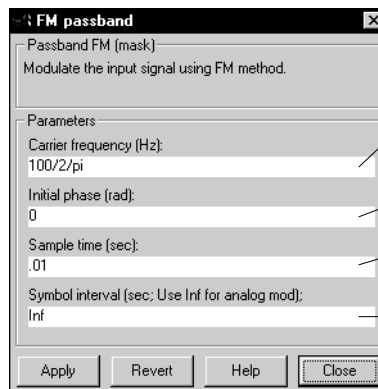 FM passband
Passband FM (mask)
Modulate the input signal using FM method.
Parameters
Carrier frequency (Hz):
100/2/pi
Initial phase (rad):
0
Sample time (sec):
.01
Symbol interval (sec; Use Inf for analog mod);
Inf
Apply Revert Help Close